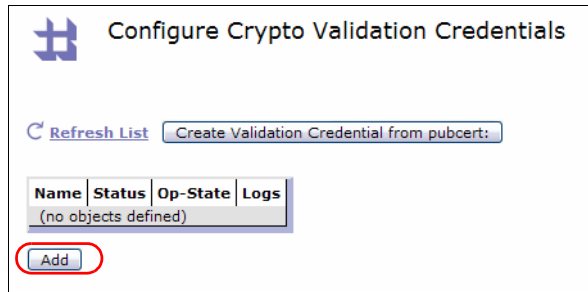 Configure Crypto Validation Credentials
Refresh List Create Validation Credential from pubcert:
Name Status Op-State Logs
(no objects defined)
Add